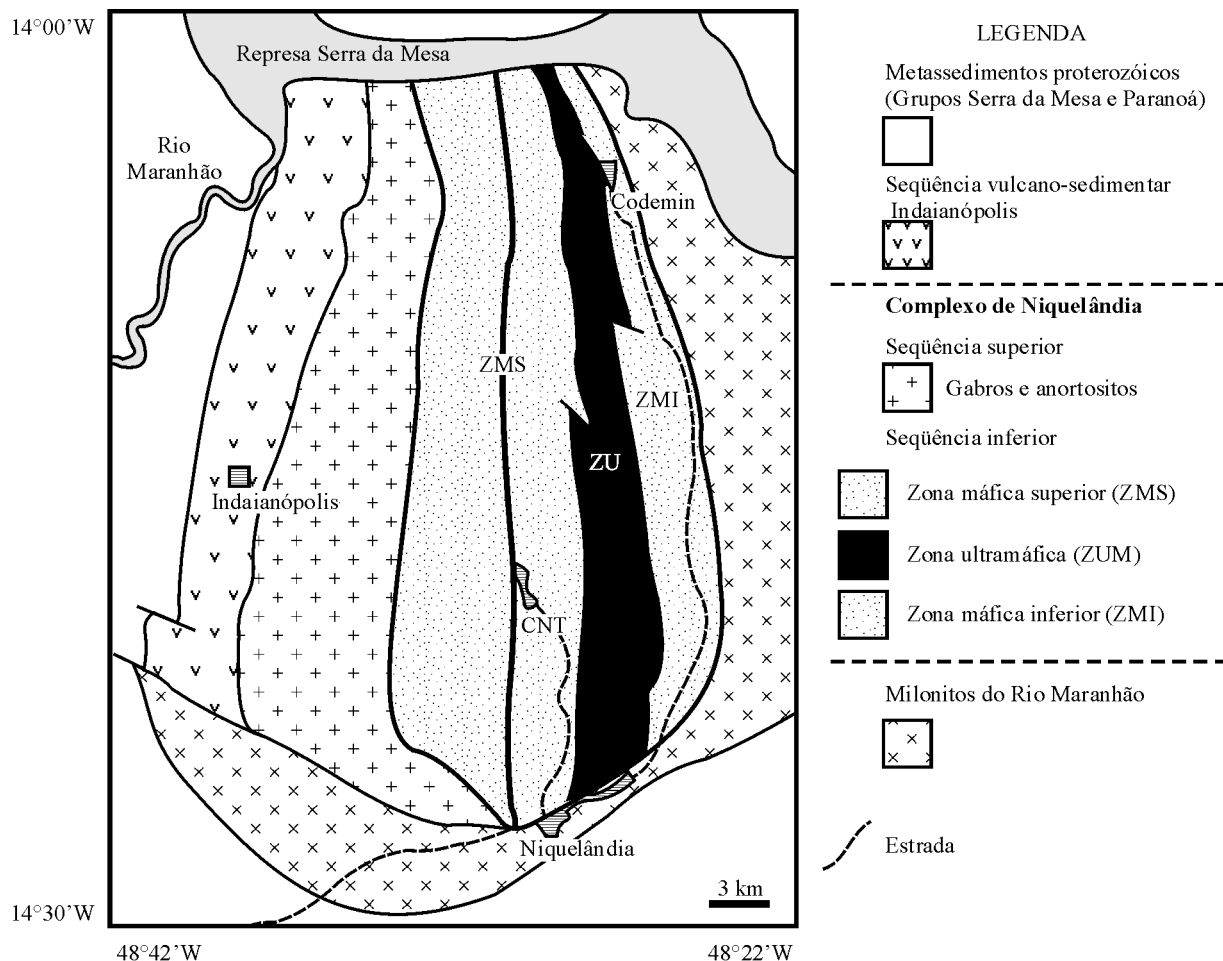 14°00’W
Represa Serra da Mesa
Rio
Maranhão
Codemin
ZMS
ZMI
ZU
Indaianópolis
CNT
Niquelândia
3 km
14°30’W
48°42’W
48°22’W
LEGENDA
Metassedimentos proterozóicos
(Grupos Serra da Mesa e Paranoá)
Seqüência vulcano-sedimentar
Indaianópolis
Complexo de Niquelândia
Seqüência superior
Gabros e anortositos
Seqüência inferior
Zona máfica superior (ZMS)
Zona ultramáfica (ZUM)
Zona máfica inferior (ZMI)
Milonitos do Rio Maranhão
Estrada